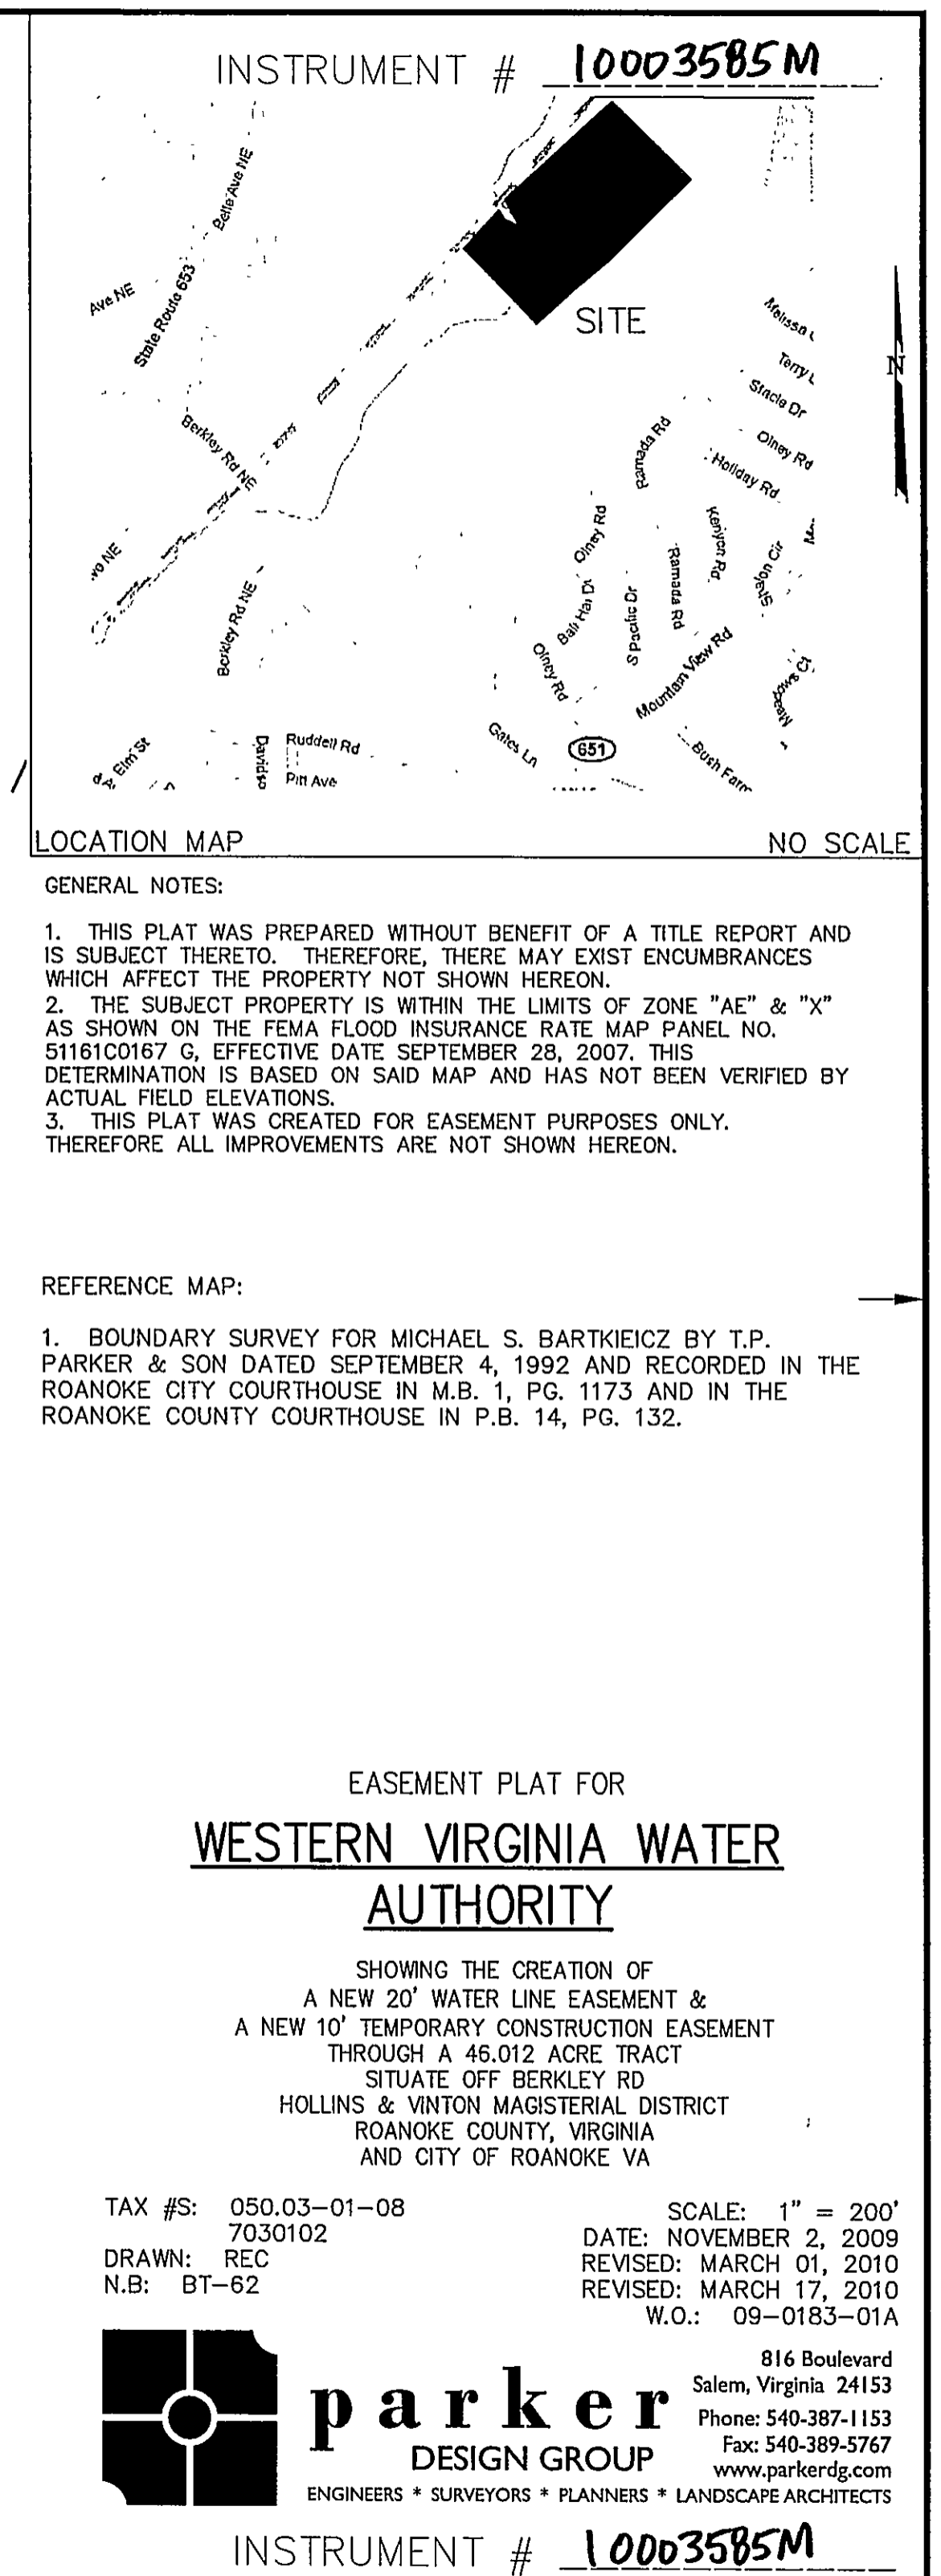 INSTRUMENT # 10003585M
Belle Ave NE
Ave NE
State Route 653
SITE
N
Berkley Rd NE
Ramada Rd
Stacie Dr
Olney Rd
Holiday Rd
Kenyon Rd
Olney Rd
Bali Hai Dr
S Pacific Dr
Ramada Rd
Berkley Rd NE
Olney Rd
Mountain View Rd
Elm St
Ruddell Rd
Pitt Ave
Gates Ln
651
LOCATION MAP NO SCALE
GENERAL NOTES:
1. THIS PLAT WAS PREPARED WITHOUT BENEFIT OF A TITLE REPORT AND
IS SUBJECT THERETO. THEREFORE, THERE MAY EXIST ENCUMBRANCES
WHICH AFFECT THE PROPERTY NOT SHOWN HEREON.
2. THE SUBJECT PROPERTY IS WITHIN THE LIMITS OF ZONE "AE" & "X"
AS SHOWN ON THE FEMA FLOOD INSURANCE RATE MAP PANEL NO.
51161C0167 G, EFFECTIVE DATE SEPTEMBER 28, 2007. THIS
DETERMINATION IS BASED ON SAID MAP AND HAS NOT BEEN VERIFIED BY
ACTUAL FIELD ELEVATIONS.
3. THIS PLAT WAS CREATED FOR EASEMENT PURPOSES ONLY.
THEREFORE ALL IMPROVEMENTS ARE NOT SHOWN HEREON.
REFERENCE MAP:
1. BOUNDARY SURVEY FOR MICHAEL S. BARTKIEICZ BY T.P.
PARKER & SON DATED SEPTEMBER 4, 1992 AND RECORDED IN THE
ROANOKE CITY COURTHOUSE IN M.B. 1, PG. 1173 AND IN THE
ROANOKE COUNTY COURTHOUSE IN P.B. 14, PG. 132.
EASEMENT PLAT FOR
WESTERN VIRGINIA WATER
AUTHORITY
SHOWING THE CREATION OF
A NEW 20' WATER LINE EASEMENT &
A NEW 10' TEMPORARY CONSTRUCTION EASEMENT
THROUGH A 46.012 ACRE TRACT
SITUATE OFF BERKLEY RD
HOLLINS & VINTON MAGISTERIAL DISTRICT
ROANOKE COUNTY, VIRGINIA
AND CITY OF ROANOKE VA
TAX #S: 050.03-01-08
7030102
DRAWN: REC
N.B: BT-62
SCALE: 1" = 200'
DATE: NOVEMBER 2, 2009
REVISED: MARCH 01, 2010
REVISED: MARCH 17, 2010
W.O.: 09-0183-01A
parker
DESIGN GROUP
ENGINEERS * SURVEYORS * PLANNERS * LANDSCAPE ARCHITECTS
816 Boulevard
Salem, Virginia 24153
Phone: 540-387-1153
Fax: 540-389-5767
www.parkerdg.com
INSTRUMENT # 10003585M